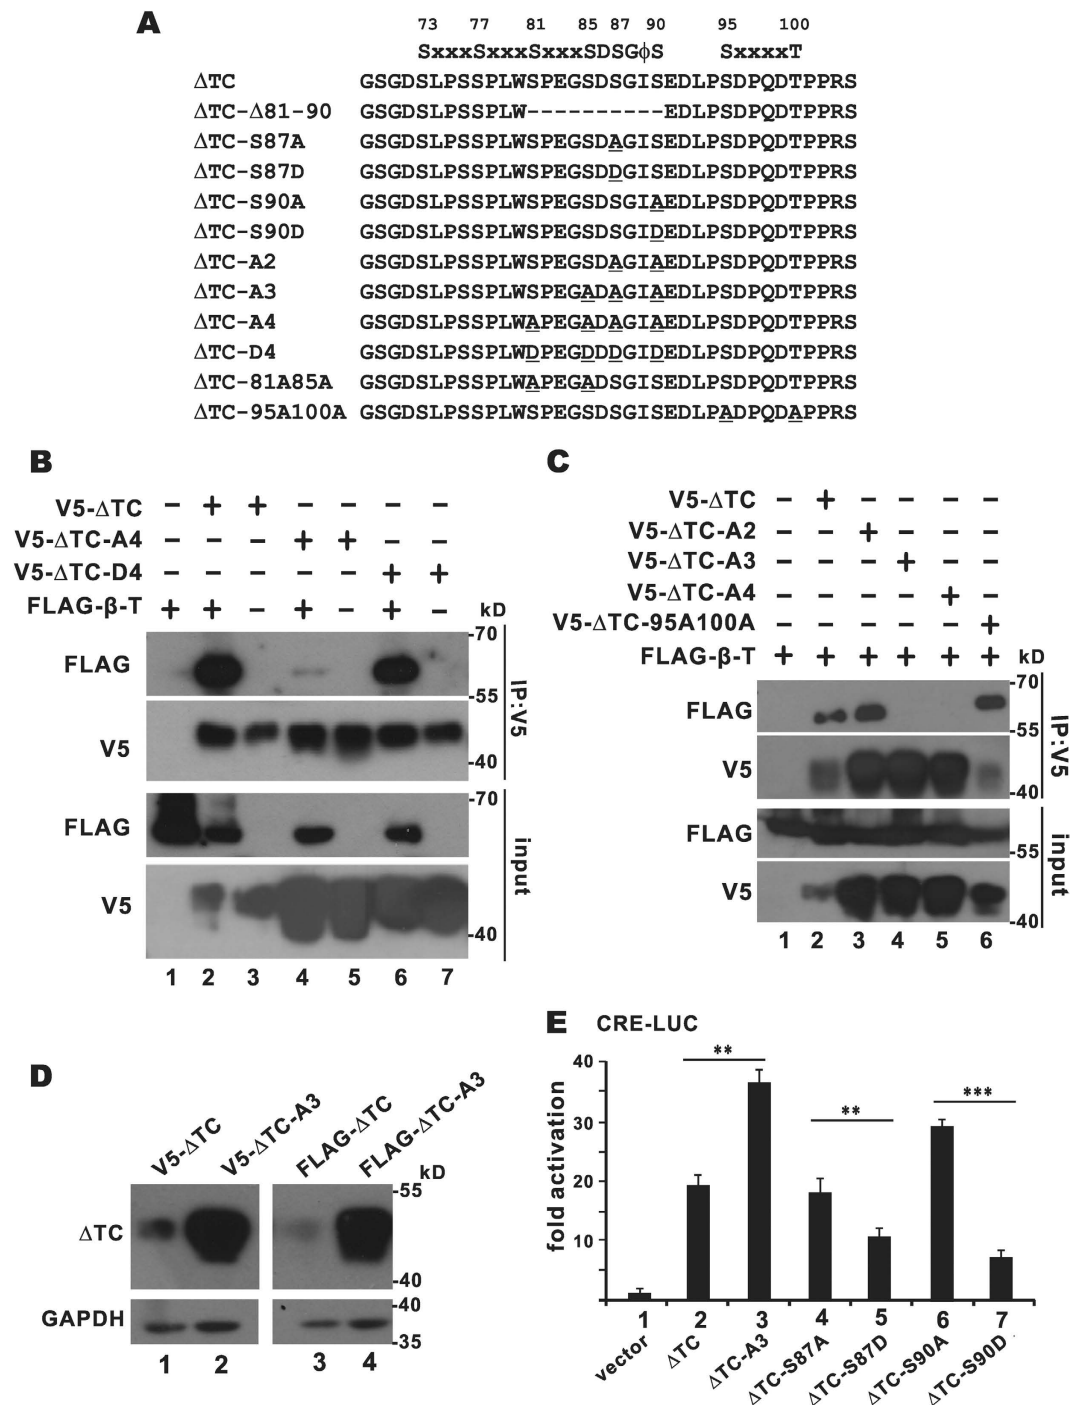 A
73 77 81 85 87 90 95 100
SxxxSxxxSxxxSDSGϕS SxxxxT
ΔTC GSGDSLPSSPLWSPEGSDSGISEDLPSDPQDTPPRS
ΔTC-Δ81-90 GSGDSLPSSPLW----------EDLPSDPQDTPPRS
ΔTC-S87A GSGDSLPSSPLWSPEGSDAGISEDLPSDPQDTPPRS
ΔTC-S87D GSGDSLPSSPLWSPEGSDDGISEDLPSDPQDTPPRS
ΔTC-S90A GSGDSLPSSPLWSPEGSDSGIAEDLPSDPQDTPPRS
ΔTC-S90D GSGDSLPSSPLWSPEGSDSGIDEDLPSDPQDTPPRS
ΔTC-A2 GSGDSLPSSPLWSPEGSDAGIAEDLPSDPQDTPPRS
ΔTC-A3 GSGDSLPSSPLWSPEGADAGIAEDLPSDPQDTPPRS
ΔTC-A4 GSGDSLPSSPLWAPEGADAGIAEDLPSDPQDTPPRS
ΔTC-D4 GSGDSLPSSPLWDPEGDDDGIDEDLPSDPQDTPPRS
ΔTC-81A85A GSGDSLPSSPLWAPEGADSGISEDLPSDPQDTPPRS
ΔTC-95A100A GSGDSLPSSPLWSPEGSDSGISEDLPADPQDAPPRS
B
V5-ΔTC - + + - - - -
V5-ΔTC-A4 - - - + + - -
V5-ΔTC-D4 - - - - - + +
FLAG-β-T + + - + - + - kD
FLAG -70
-55
V5 -40
IP:V5
FLAG -70
V5 -40
input
1 2 3 4 5 6 7
C
V5-ΔTC - + - - - -
V5-ΔTC-A2 - - + - - -
V5-ΔTC-A3 - - - + - -
V5-ΔTC-A4 - - - - + -
V5-ΔTC-95A100A - - - - - +
FLAG-β-T + + + + + + kD
FLAG -70
-55
V5 -40
IP:V5
FLAG -55
V5 -40
input
1 2 3 4 5 6
D
V5-ΔTC V5-ΔTC-A3 FLAG-ΔTC FLAG-ΔTC-A3
kD
-55
ΔTC
-40
-40
GAPDH
-35
1 2 3 4
E CRE-LUC
fold activation
40
30
20
10
** ** ***
1 2 3 4 5 6 7
vector ΔTC ΔTC-A3 ΔTC-S87A ΔTC-S87D ΔTC-S90A ΔTC-S90D